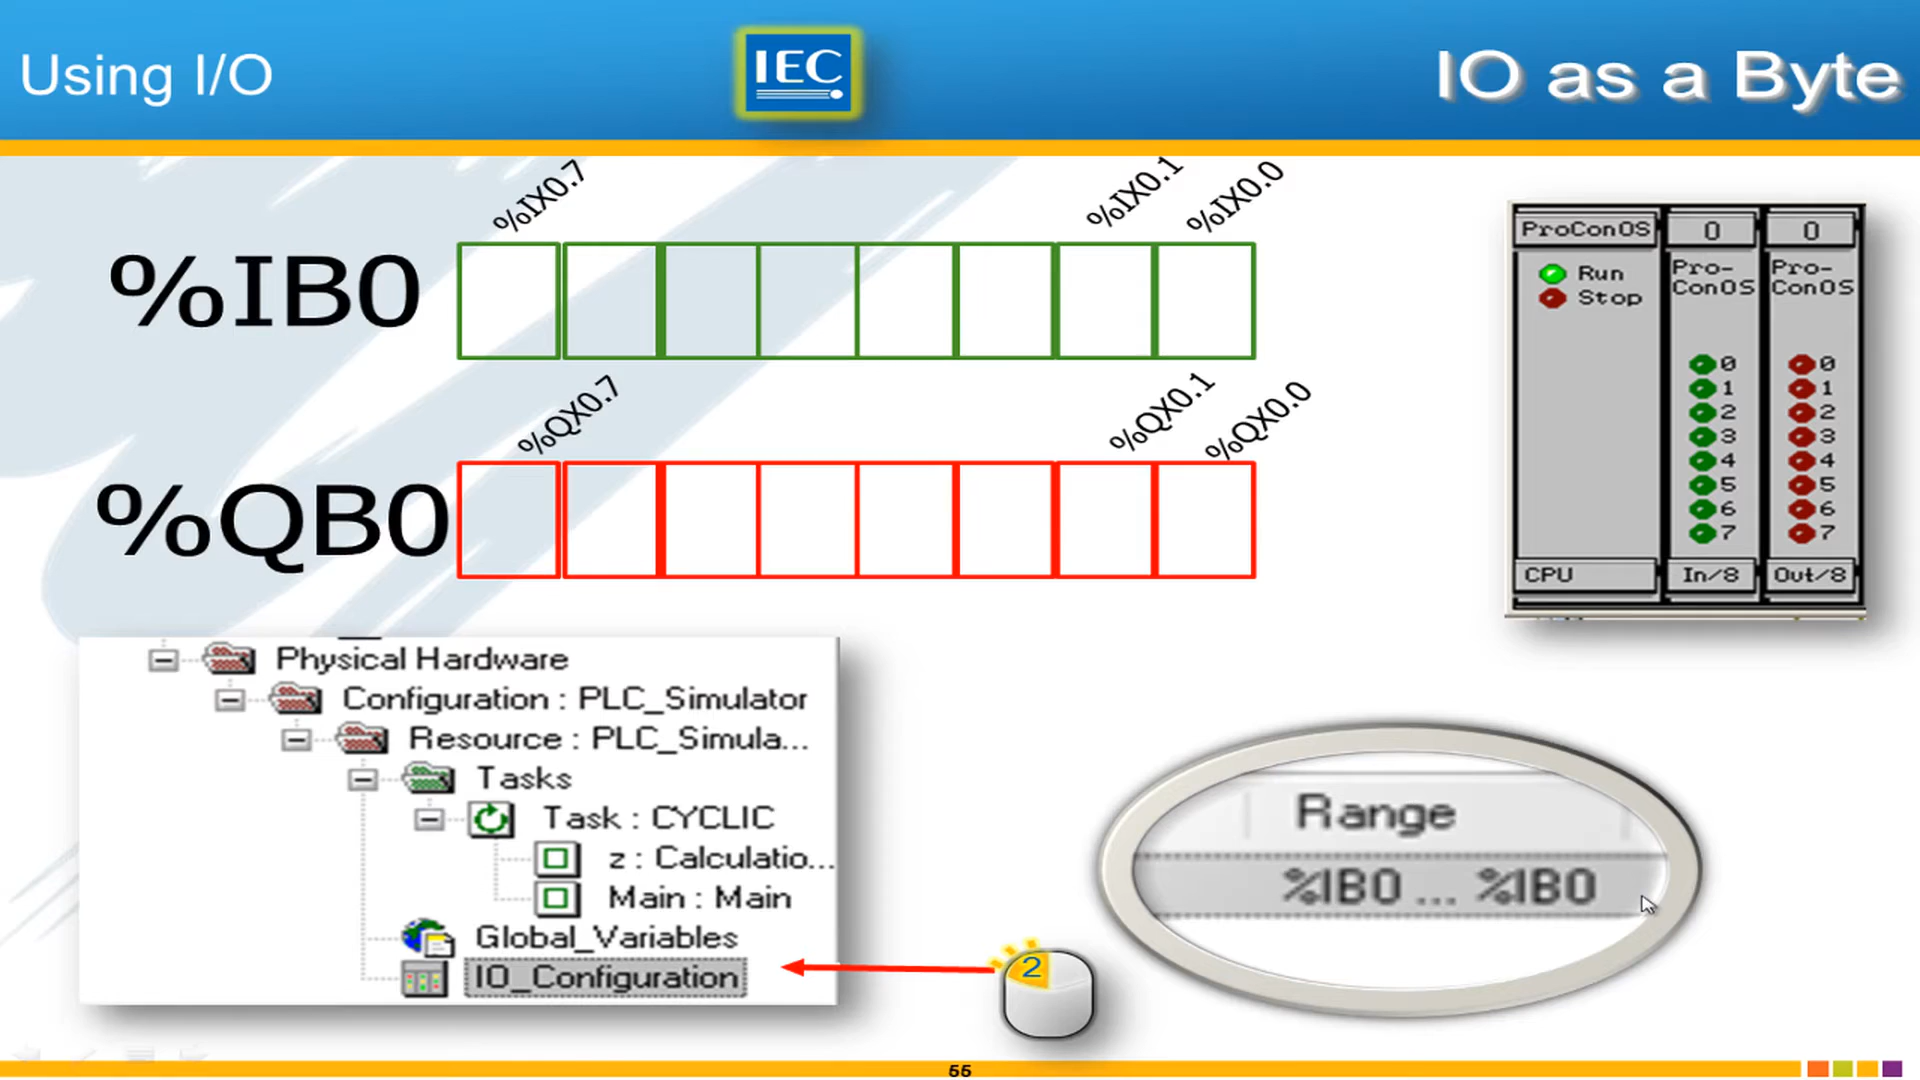 Using I/O
IEC
IO as a Byte
%IX0.7
%IX0.1
%IX0.0
%IB0
%QX0.7
%QX0.1
%QX0.0
%QB0
ProConOS
0
0
Run
Stop
Pro-
ConOS
Pro-
ConOS
0
1
2
3
4
5
6
7
0
1
2
3
4
5
6
7
CPU
In/8
Out/8
Physical Hardware
Configuration : PLC_Simulator
Resource : PLC_Simula...
Tasks
Task : CYCLIC
z : Calculatio...
Main : Main
Global_Variables
IO_Configuration
2
Range
%IB0 ... %IB0
55